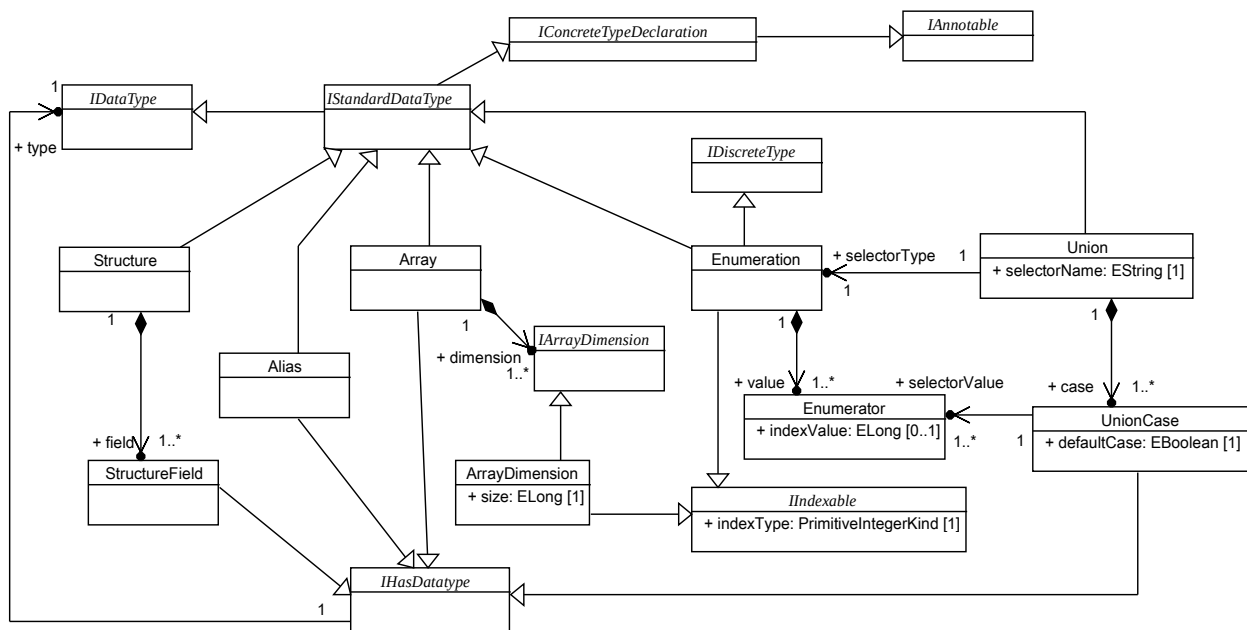 IConcreteTypeDeclaration
IAnnotable
1
IDataType
IStandardDataType
+ type
IDiscreteType
Structure
Array
Enumeration
+ selectorType
1
1
Union
+ selectorName: EString [1]
1
1
1
1
IArrayDimension
+ dimension
1..*
Alias
+ value
1..*
+ selectorValue
+ case
1..*
Enumerator
+ indexValue: ELong [0..1]
1..*
1
UnionCase
+ defaultCase: EBoolean [1]
+ field
1..*
StructureField
ArrayDimension
+ size: ELong [1]
IIndexable
+ indexType: PrimitiveIntegerKind [1]
IHasDatatype
1